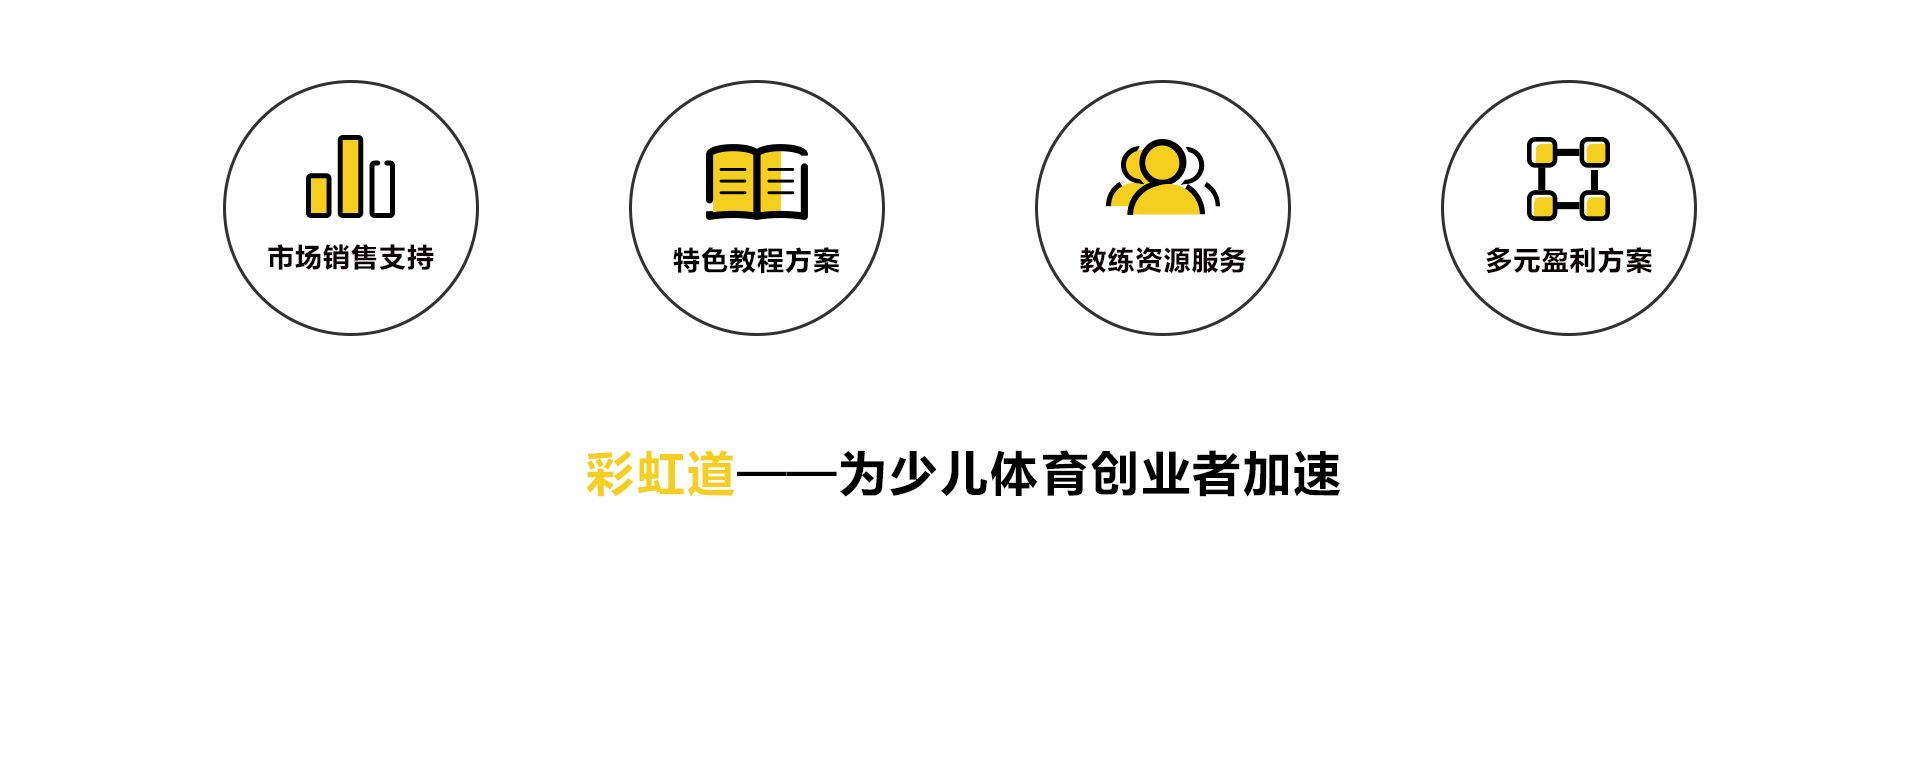 市场销售支持
特色教程方案
教练资源服务
多元盈利方案
彩虹道——为少儿体育创业者加速